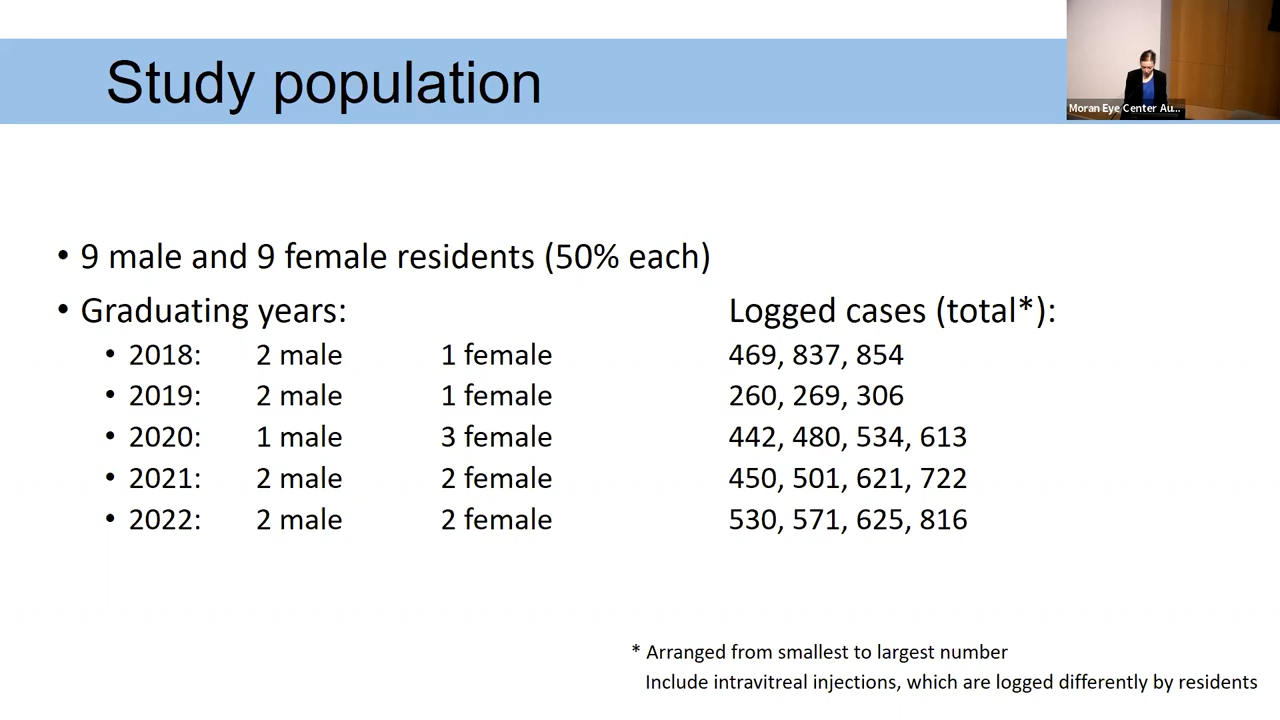 Study population
Moran Eye Center Au...
• 9 male and 9 female residents (50% each)
• Graduating years: Logged cases (total*):
• 2018: 2 male 1 female 469, 837, 854
• 2019: 2 male 1 female 260, 269, 306
• 2020: 1 male 3 female 442, 480, 534, 613
• 2021: 2 male 2 female 450, 501, 621, 722
• 2022: 2 male 2 female 530, 571, 625, 816
* Arranged from smallest to largest number
Include intravitreal injections, which are logged differently by residents